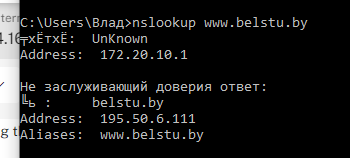 C:\Users\Влад>nslookup www.belstu.by
╤хЁтхЁ:  UnKnown
Address:  172.20.10.1
Не заслуживающий доверия ответ:
╚ь :     belstu.by
Address:  195.50.6.111
Aliases:  www.belstu.by